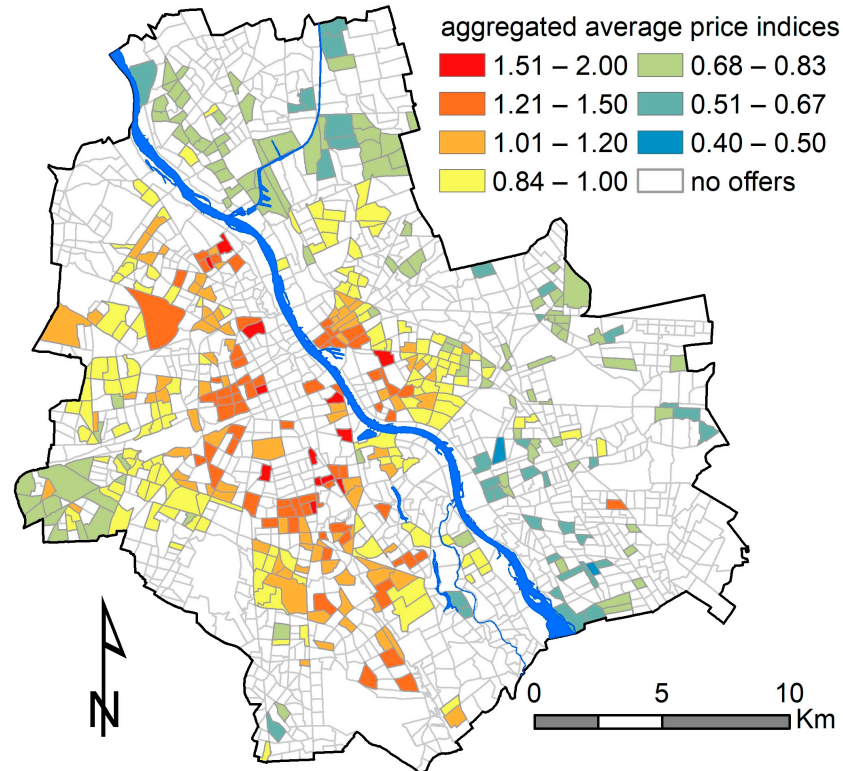 aggregated average price indices
1.51 – 2.00 0.68 – 0.83
1.21 – 1.50 0.51 – 0.67
1.01 – 1.20 0.40 – 0.50
0.84 – 1.00 no offers
N
0 5 10
Km